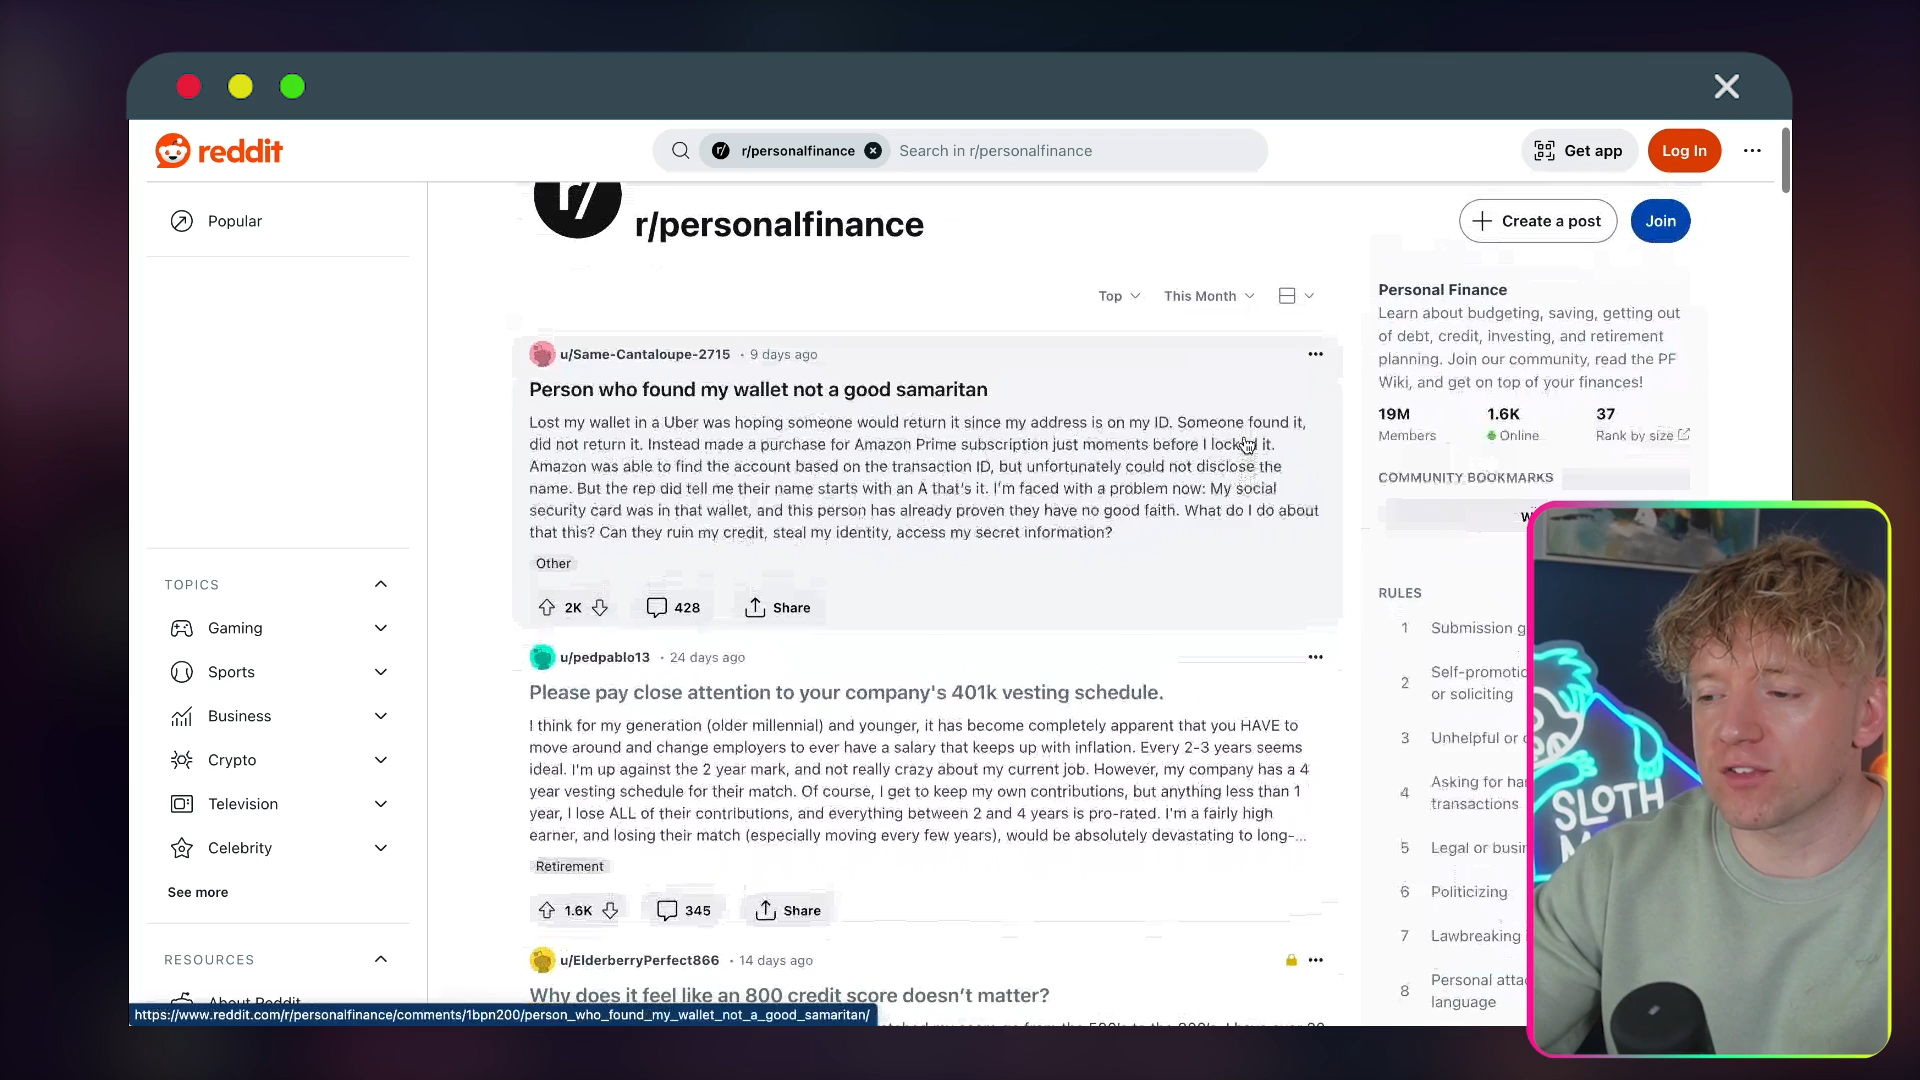 reddit
r/personalfinance
Search in r/personalfinance
Get app
Log In
Popular
r/personalfinance
Create a post
Join
Top
This Month
u/Same-Cantaloupe-2715 • 9 days ago
Person who found my wallet not a good samaritan
Lost my wallet in a Uber was hoping someone would return it since my address is on my ID. Someone found it,
did not return it. Instead made a purchase for Amazon Prime subscription just moments before I locked it.
Amazon was able to find the account based on the transaction ID, but unfortunately could not disclose the
name. But the rep did tell me their name starts with an A that's it. I'm faced with a problem now: My social
security card was in that wallet, and this person has already proven they have no good faith. What do I do about
that this? Can they ruin my credit, steal my identity, access my secret information?
Other
2K
428
Share
u/pedpablo13 • 24 days ago
Please pay close attention to your company's 401k vesting schedule.
I think for my generation (older millennial) and younger, it has become completely apparent that you HAVE to
move around and change employers to ever have a salary that keeps up with inflation. Every 2-3 years seems
ideal. I'm up against the 2 year mark, and not really crazy about my current job. However, my company has a 4
year vesting schedule for their match. Of course, I get to keep my own contributions, but anything less than 1
year, I lose ALL of their contributions, and everything between 2 and 4 years is pro-rated. I'm a fairly high
earner, and losing their match (especially moving every few years), would be absolutely devastating to long-...
Retirement
1.6K
345
Share
u/ElderberryPerfect866 • 14 days ago
Why does it feel like an 800 credit score doesn't matter?
TOPICS
Gaming
Sports
Business
Crypto
Television
Celebrity
See more
RESOURCES
About Reddit
https://www.reddit.com/r/personalfinance/comments/1bpn200/person_who_found_my_wallet_not_a_good_samaritan/
Personal Finance
Learn about budgeting, saving, getting out
of debt, credit, investing, and retirement
planning. Join our community, read the PF
Wiki, and get on top of your finances!
19M
Members
1.6K
Online
37
Rank by size
COMMUNITY BOOKMARKS
RULES
1 Submission g
2 Self-promotio
or soliciting
3 Unhelpful or
4 Asking for har
transactions
5 Legal or busi
6 Politicizing
7 Lawbreaking
8 Personal atta
language
SLOTH